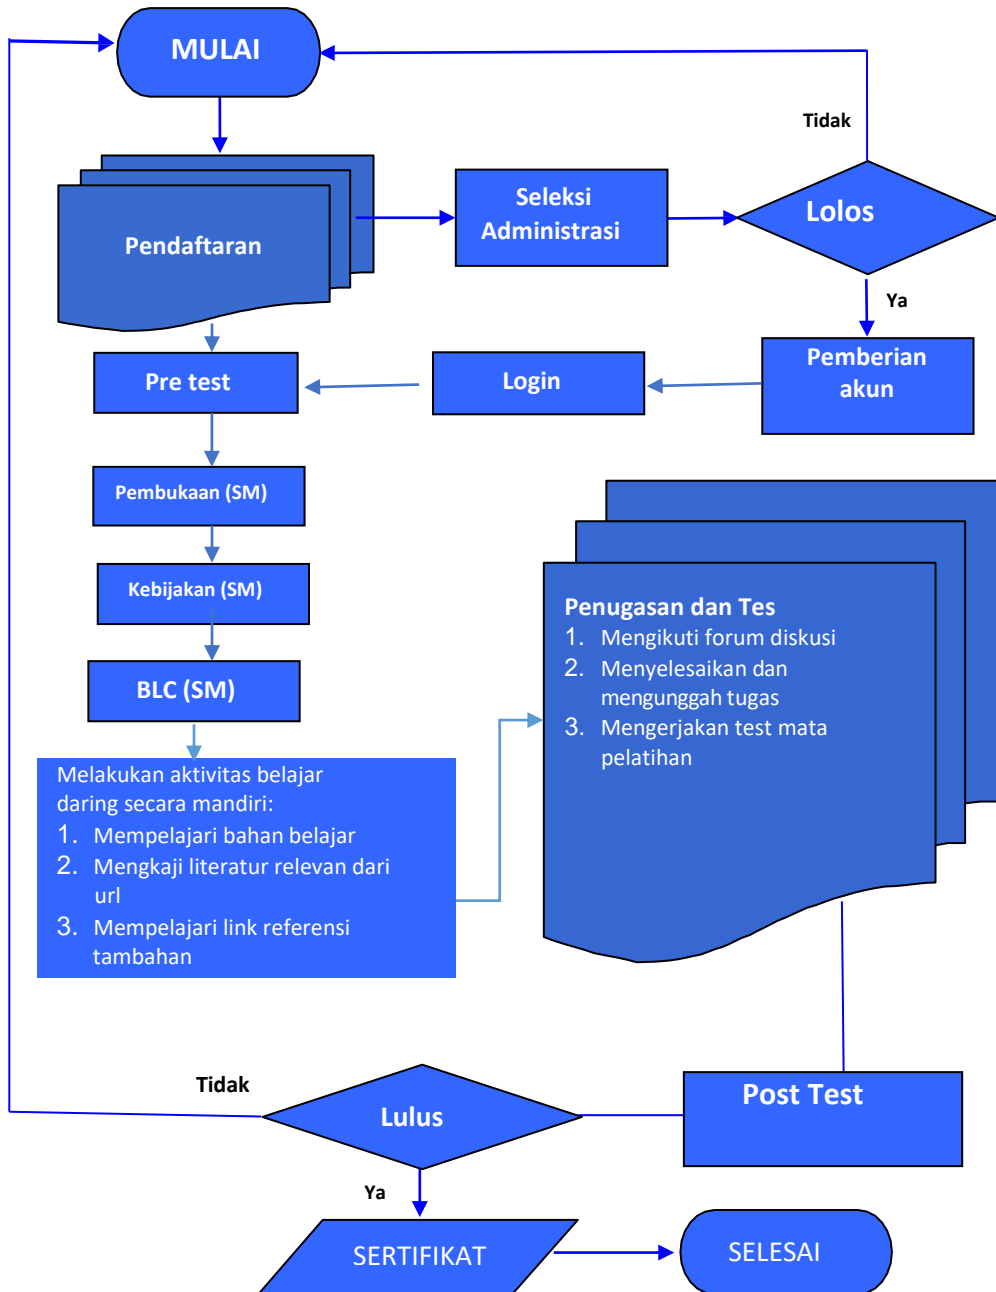 MULAI
Tidak
Pendaftaran
Seleksi
Administrasi
Lolos
Ya
Pre test
Login
Pemberian
akun
Pembukaan (SM)
Kebijakan (SM)
BLC (SM)
Melakukan aktivitas belajar
daring secara mandiri:
1. Mempelajari bahan belajar
2. Mengkaji literatur relevan dari
url
3. Mempelajari link referensi
tambahan
Penugasan dan Tes
1. Mengikuti forum diskusi
2. Menyelesaikan dan
mengunggah tugas
3. Mengerjakan test mata
pelatihan
Post Test
Tidak
Lulus
Ya
SERTIFIKAT
SELESAI